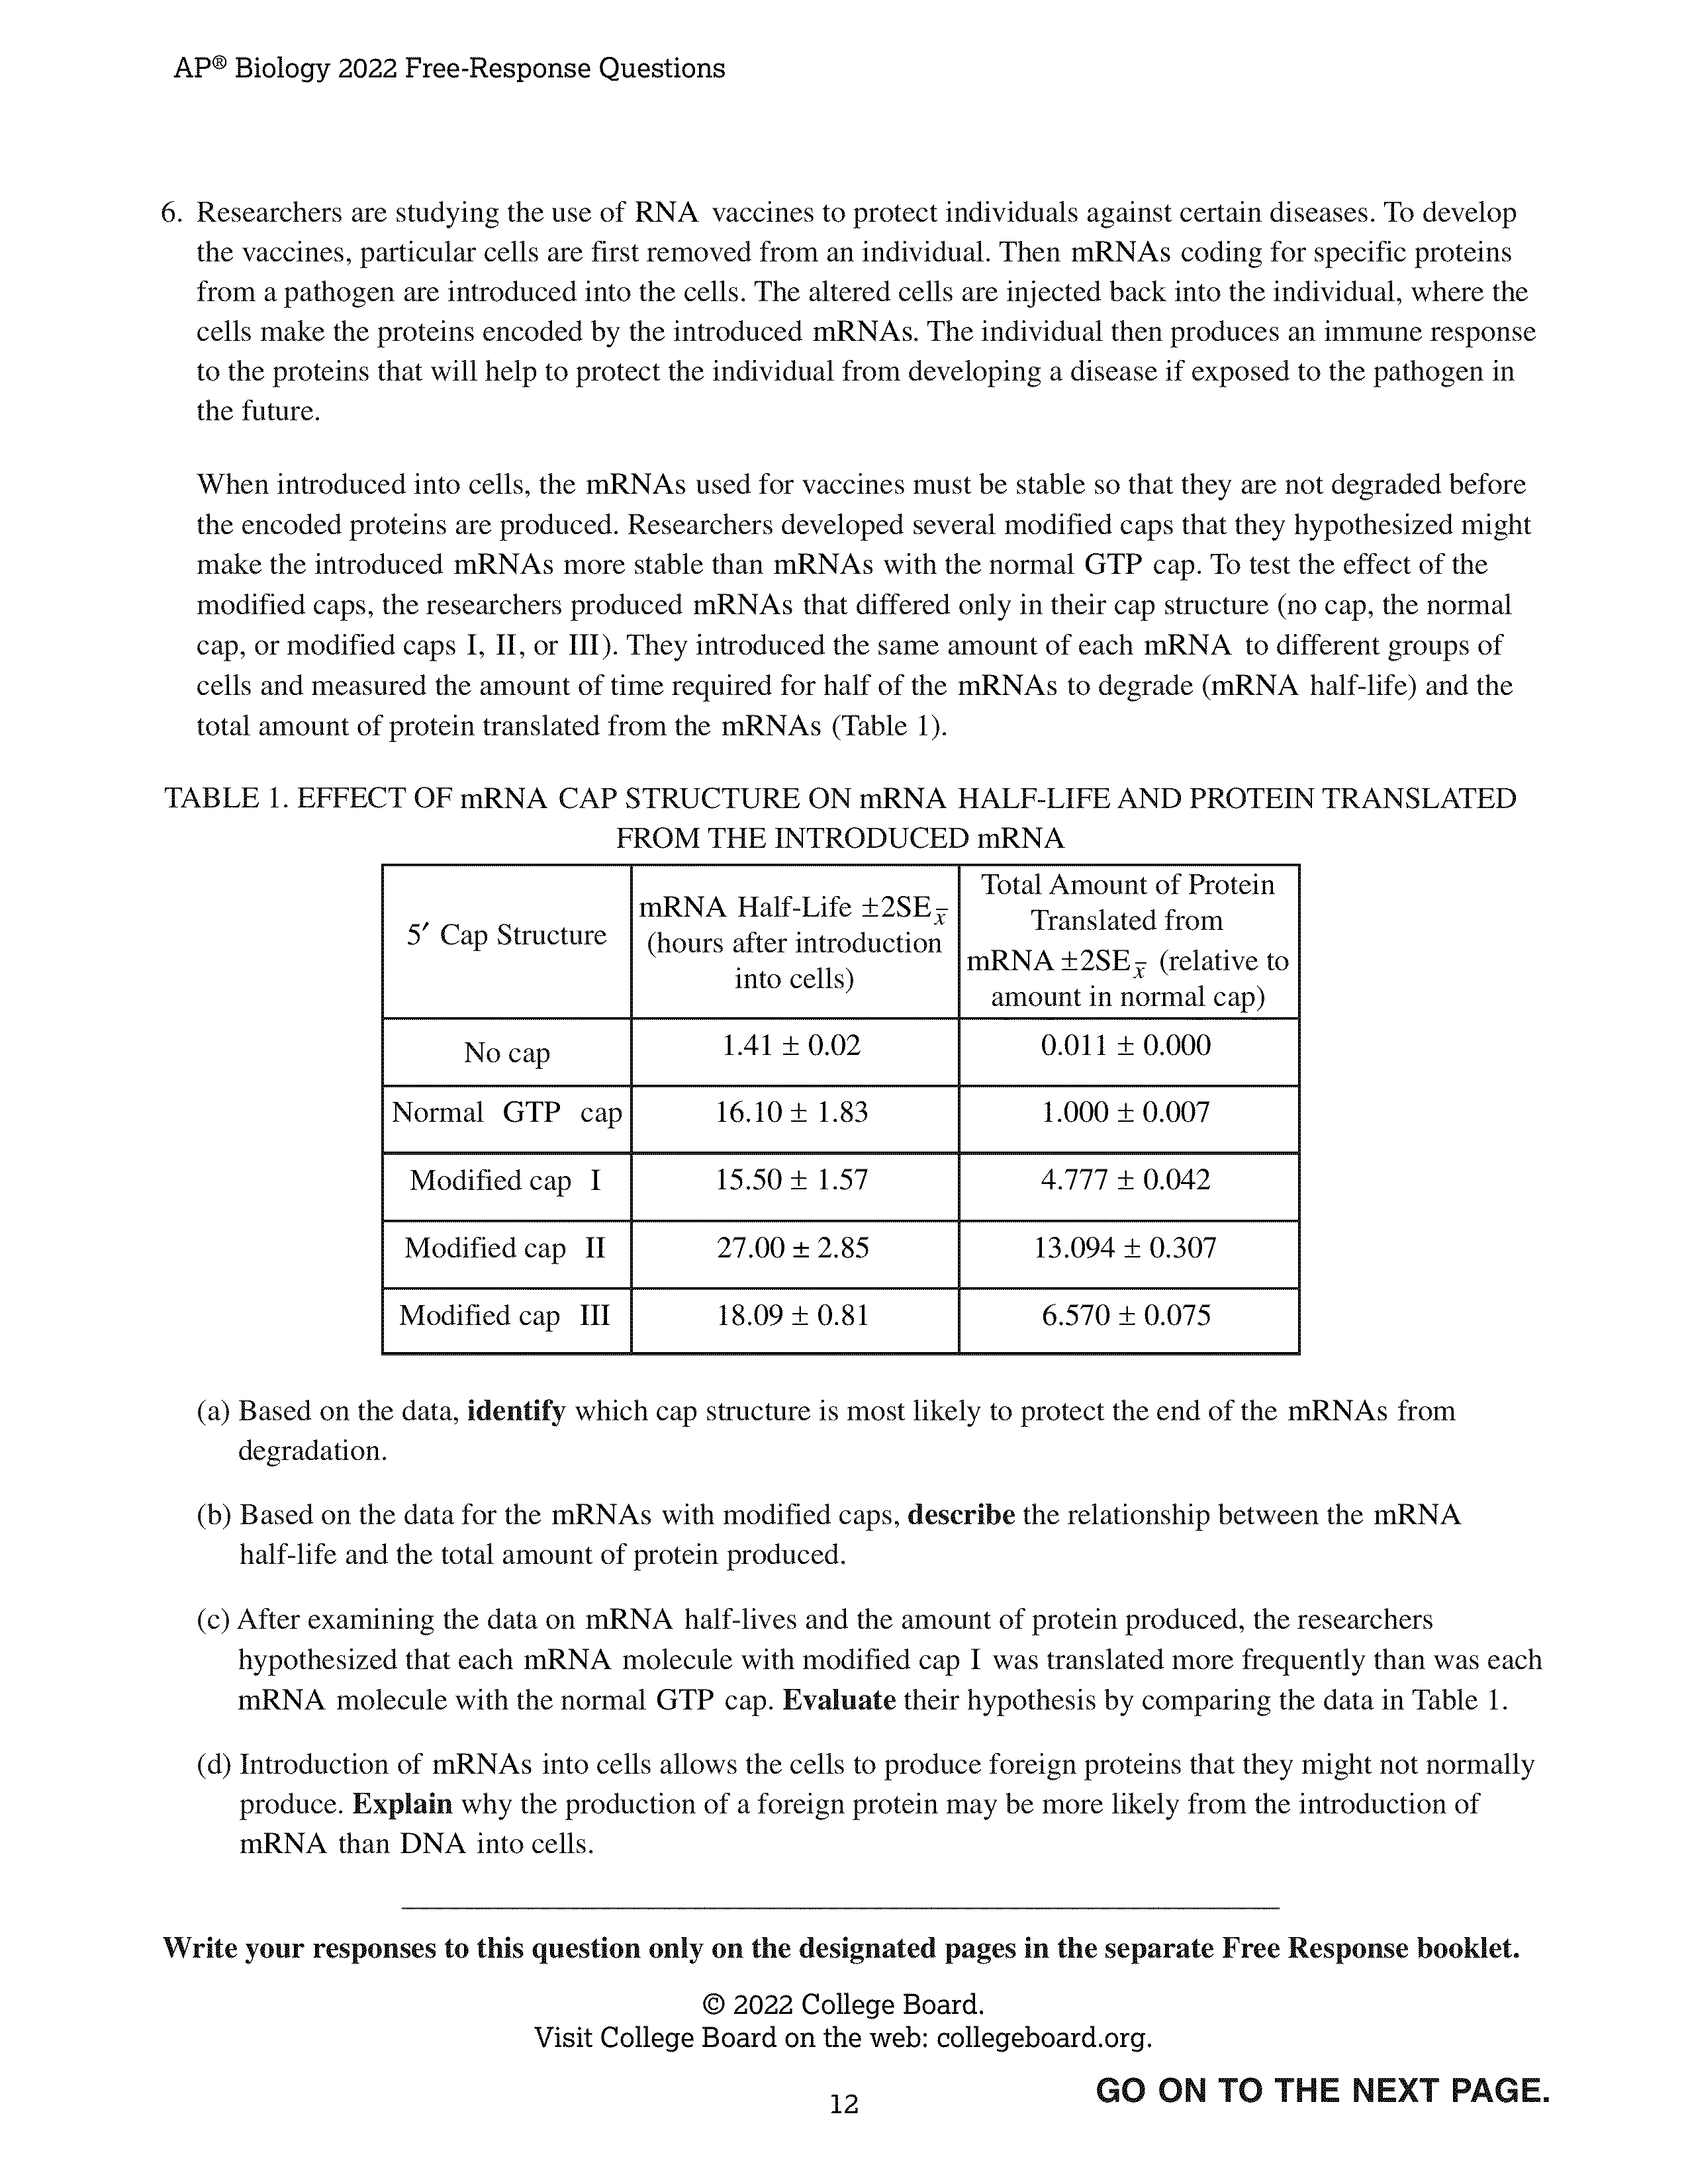 AP® Biology 2022 Free-Response Questions
6. Researchers are studying the use of RNA vaccines to protect individuals against certain diseases. To develop
the vaccines, particular cells are first removed from an individual. Then mRNAs coding for specific proteins
from a pathogen are introduced into the cells. The altered cells are injected back into the individual, where the
cells make the proteins encoded by the introduced mRNAs. The individual then produces an immune response
to the proteins that will help to protect the individual from developing a disease if exposed to the pathogen in
the future.
When introduced into cells, the mRNAs used for vaccines must be stable so that they are not degraded before
the encoded proteins are produced. Researchers developed several modified caps that they hypothesized might
make the introduced mRNAs more stable than mRNAs with the normal GTP cap. To test the effect of the
modified caps, the researchers produced mRNAs that differed only in their cap structure (no cap, the normal
cap, or modified caps I, II, or III). They introduced the same amount of each mRNA to different groups of
cells and measured the amount of time required for half of the mRNAs to degrade (mRNA half-life) and the
total amount of protein translated from the mRNAs (Table 1).
TABLE 1. EFFECT OF mRNA CAP STRUCTURE ON mRNA HALF-LIFE AND PROTEIN TRANSLATED
FROM THE INTRODUCED mRNA
5′ Cap Structure
mRNA Half-Life ±2SEx̄
(hours after introduction
into cells)
Total Amount of Protein
Translated from
mRNA ±2SEx̄ (relative to
amount in normal cap)
No cap 1.41 ± 0.02 0.011 ± 0.000
Normal GTP cap 16.10 ± 1.83 1.000 ± 0.007
Modified cap I 15.50 ± 1.57 4.777 ± 0.042
Modified cap II 27.00 ± 2.85 13.094 ± 0.307
Modified cap III 18.09 ± 0.81 6.570 ± 0.075
(a) Based on the data, identify which cap structure is most likely to protect the end of the mRNAs from
degradation.
(b) Based on the data for the mRNAs with modified caps, describe the relationship between the mRNA
half-life and the total amount of protein produced.
(c) After examining the data on mRNA half-lives and the amount of protein produced, the researchers
hypothesized that each mRNA molecule with modified cap I was translated more frequently than was each
mRNA molecule with the normal GTP cap. Evaluate their hypothesis by comparing the data in Table 1.
(d) Introduction of mRNAs into cells allows the cells to produce foreign proteins that they might not normally
produce. Explain why the production of a foreign protein may be more likely from the introduction of
mRNA than DNA into cells.
Write your responses to this question only on the designated pages in the separate Free Response booklet.
© 2022 College Board.
Visit College Board on the web: collegeboard.org.
GO ON TO THE NEXT PAGE.
12